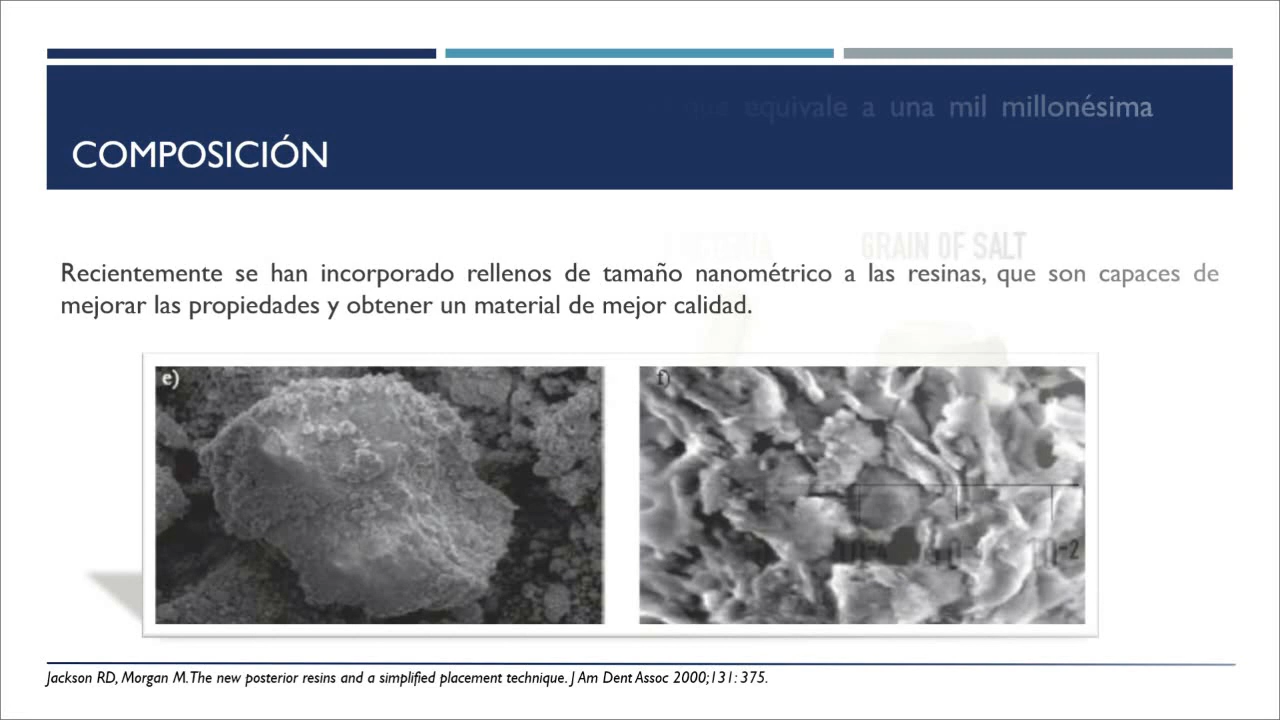 que equivale a una mil millonésima
COMPOSICIÓN
GRAIN OF SALT
Recientemente se han incorporado rellenos de tamaño nanométrico a las resinas, que son capaces de
mejorar las propiedades y obtener un material de mejor calidad.
e)
f)
Jackson RD, Morgan M. The new posterior resins and a simplified placement technique. J Am Dent Assoc 2000;131: 375.